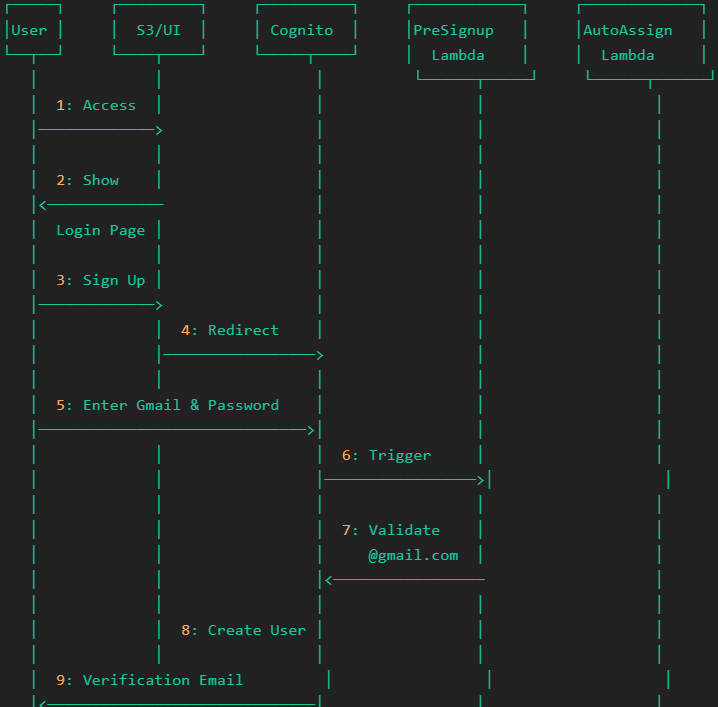 User S3/UI Cognito PreSignup AutoAssign
Lambda Lambda
1: Access
2: Show
Login Page
3: Sign Up
4: Redirect
5: Enter Gmail & Password
6: Trigger
7: Validate
@gmail.com
8: Create User
9: Verification Email